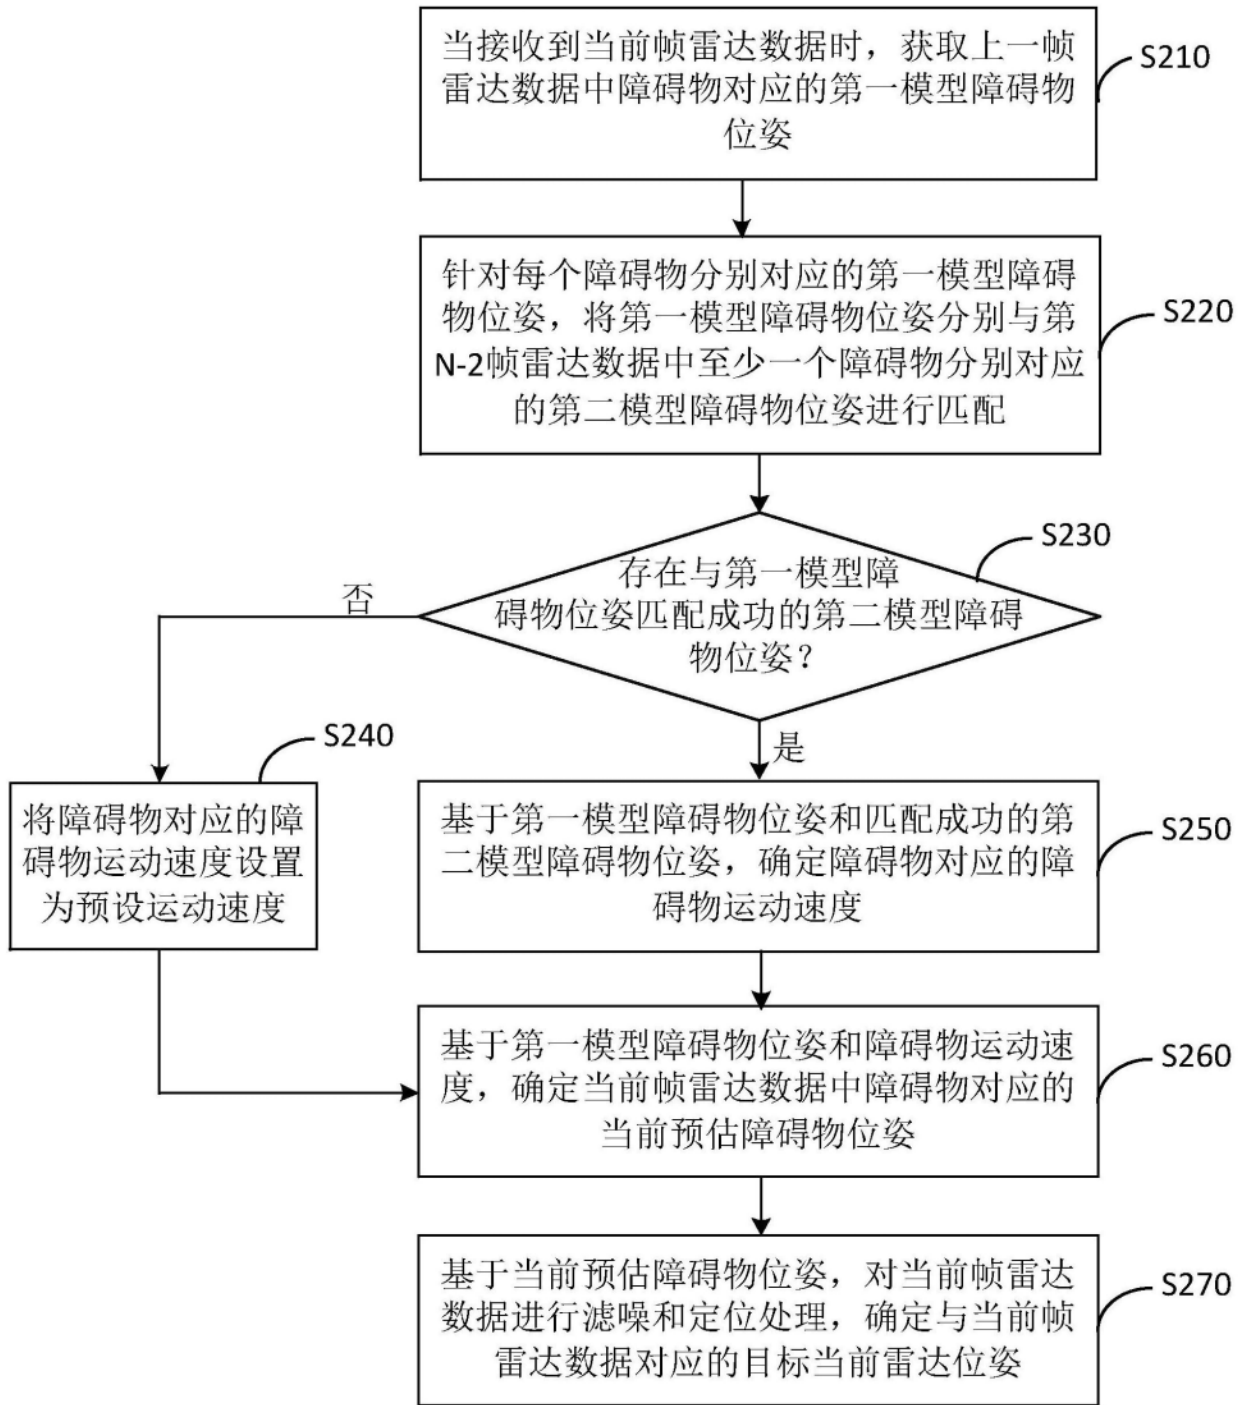 当接收到当前帧雷达数据时，获取上一帧
雷达数据中障碍物对应的第一模型障碍物
位姿
S210
针对每个障碍物分别对应的第一模型障碍
物位姿，将第一模型障碍物位姿分别与第
N-2帧雷达数据中至少一个障碍物分别对应
的第二模型障碍物位姿进行匹配
S220
存在与第一模型障
碍物位姿匹配成功的第二模型障碍
物位姿？
S230
否
是
将障碍物对应的障
碍物运动速度设置
为预设运动速度
S240
基于第一模型障碍物位姿和匹配成功的第
二模型障碍物位姿，确定障碍物对应的障
碍物运动速度
S250
基于第一模型障碍物位姿和障碍物运动速
度，确定当前帧雷达数据中障碍物对应的
当前预估障碍物位姿
S260
基于当前预估障碍物位姿，对当前帧雷达
数据进行滤噪和定位处理，确定与当前帧
雷达数据对应的目标当前雷达位姿
S270